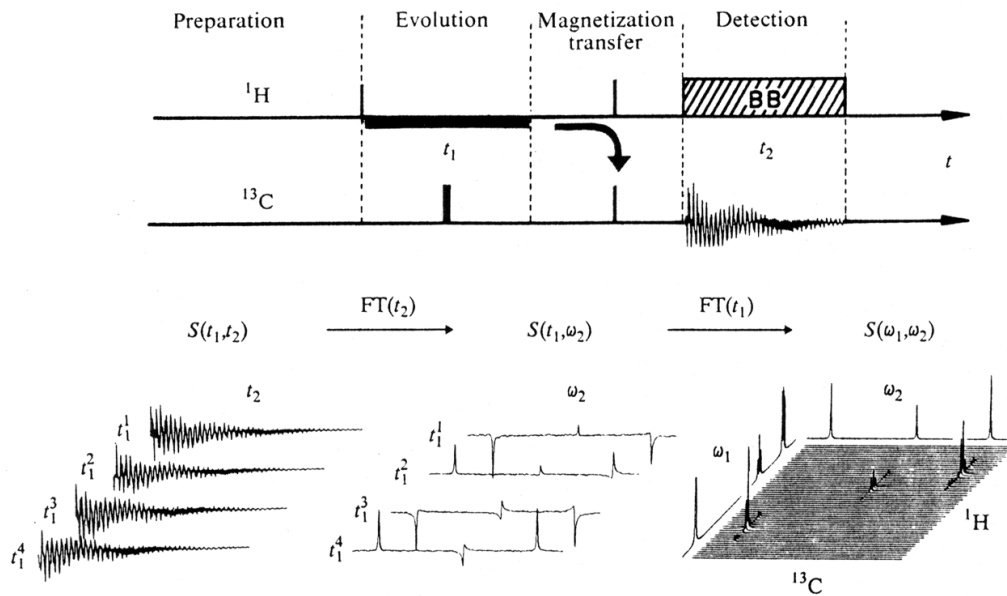 Preparation Evolution Magnetization transfer Detection
¹H BB
t₁ t₂ t
¹³C
FT(t₂) FT(t₁)
S(t₁,t₂) S(t₁,ω₂) S(ω₁,ω₂)
t₂ ω₂ ω₂
t₁¹ t₁¹
t₁² t₁² ω₁
t₁³ t₁³ ¹H
t₁⁴ t₁⁴
¹³C